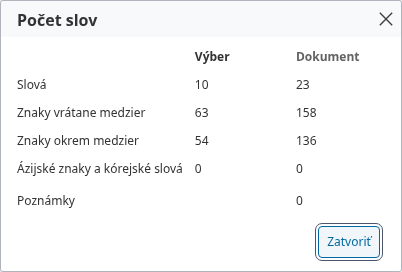 Počet slov
Výber Dokument
Slová 10 23
Znaky vrátane medzier 63 158
Znaky okrem medzier 54 136
Ázijské znaky a kórejské slová 0 0
Poznámky 0
Zatvoriť